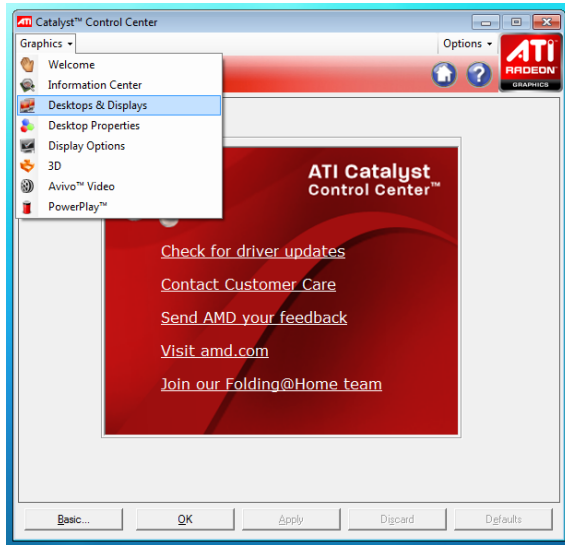 ATI Catalyst™ Control Center
Graphics
Options
ATI
RADEON
GRAPHICS
Welcome
Information Center
Desktops & Displays
Desktop Properties
Display Options
3D
Avivo™ Video
PowerPlay™
ATI Catalyst
Control Center™
Check for driver updates
Contact Customer Care
Send AMD your feedback
Visit amd.com
Join our Folding@Home team
Basic... OK Apply Discard Defaults